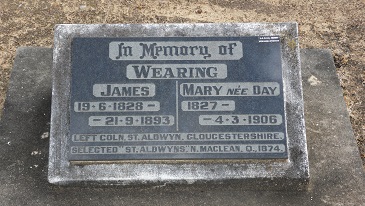 In Memory of
WEARING
JAMES
19-6-1828 -
- 21-9-1893
MARY NÉE DAY
1827 -
- 4-3-1906
LEFT COLN, ST. ALDWYN, GLOUCESTERSHIRE.
SELECTED "ST. ALDWYNS," N. MACLEAN, Q., 1874.